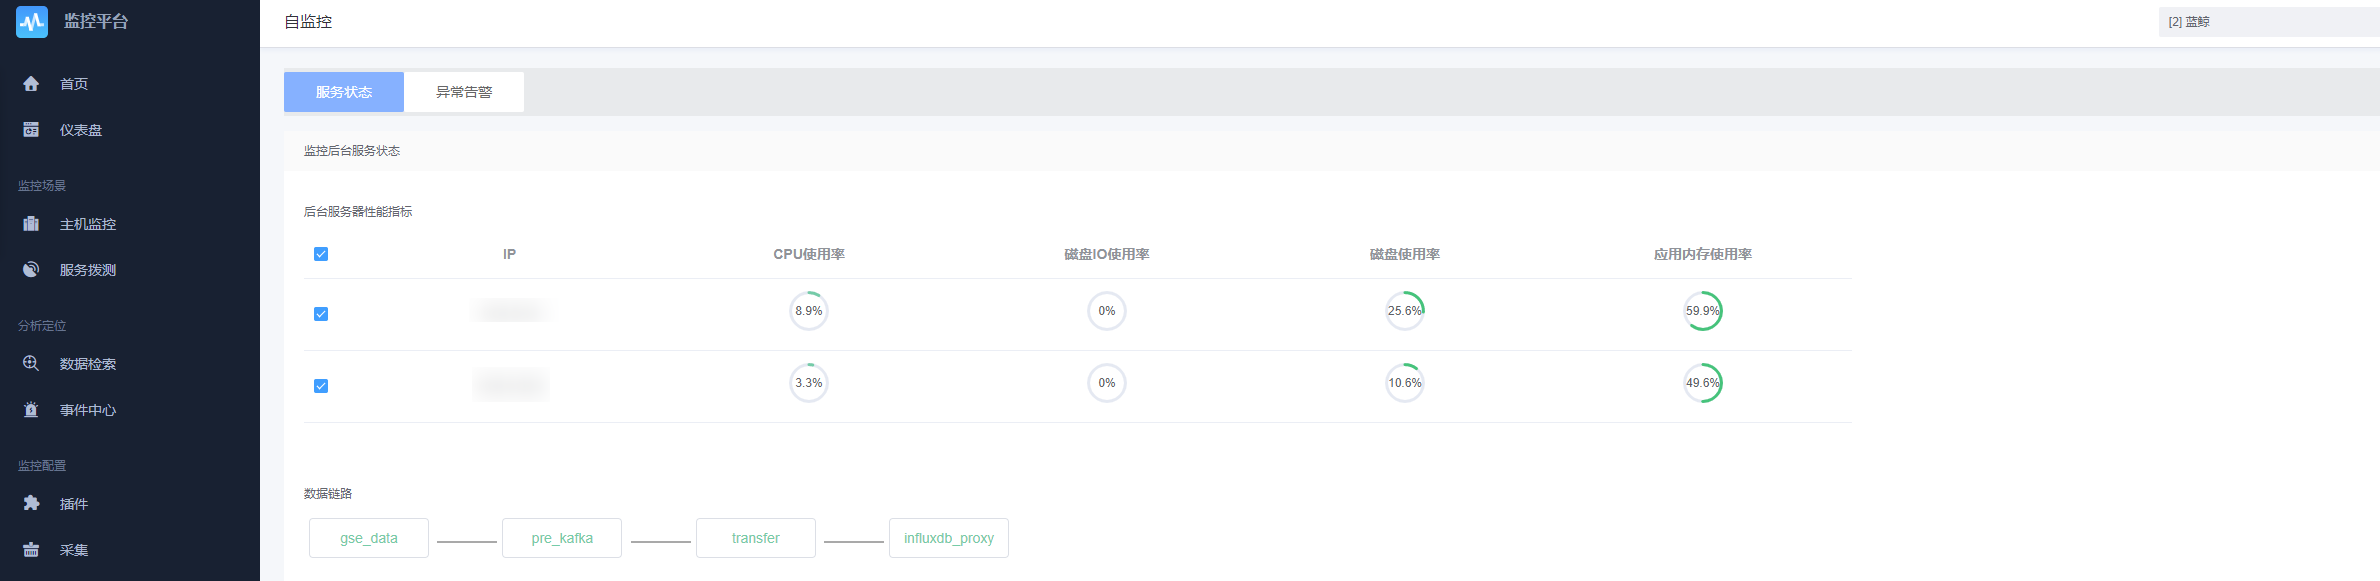 监控平台
首页
仪表盘
监控场景
主机监控
服务拨测
分析定位
数据检索
事件中心
监控配置
插件
采集
自监控
[2] 蓝鲸
服务状态
异常告警
监控后台服务状态
后台服务器性能指标
IP CPU使用率 磁盘IO使用率 磁盘使用率 应用内存使用率
8.9% 0% 25.6% 59.9%
3.3% 0% 10.6% 49.6%
数据链路
gse_data pre_kafka transfer influxdb_proxy